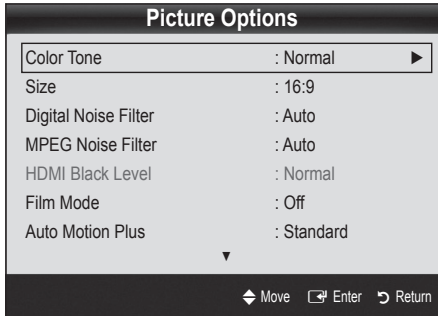 Picture Options
Color Tone : Normal ▶
Size : 16:9
Digital Noise Filter : Auto
MPEG Noise Filter : Auto
HDMI Black Level : Normal
Film Mode : Off
Auto Motion Plus : Standard
▼
Move Enter Return